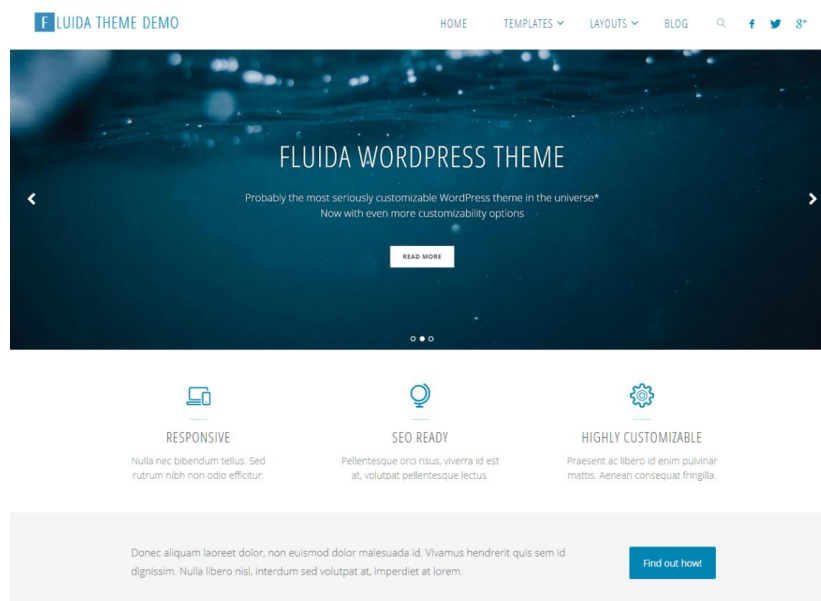 FLUIDA THEME DEMO
HOME TEMPLATES LAYOUTS BLOG
FLUIDA WORDPRESS THEME
Probably the most seriously customizable WordPress theme in the universe*
Now with even more customizability options
READ MORE
RESPONSIVE
Nulla nec bibendum tellus. Sed
rutrum nibh non odio efficitur.
SEO READY
Pellentesque orci risus, viverra id est
at, volutpat pellentesque lectus.
HIGHLY CUSTOMIZABLE
Praesent ac libero id enim pulvinar
mattis. Aenean consequat fringilla.
Donec aliquam laoreet dolor, non euismod dolor malesuada id. Vivamus hendrerit quis sem id
dignissim. Nulla libero nisl, interdum sed volutpat at, imperdiet at lorem.
Find out how!